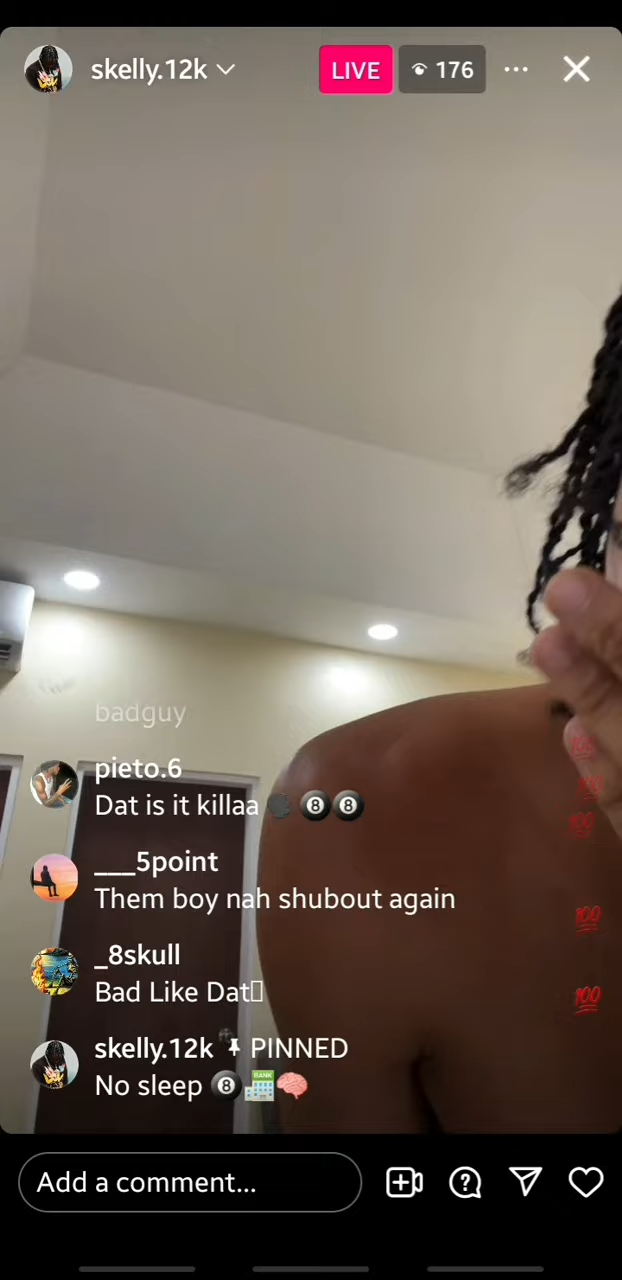 skelly.12k
LIVE
176
badguy
pieto.6
Dat is it killaa 🗣 🎱🎱
___5point
Them boy nah shubout again
_8skull
Bad Like Dat
skelly.12k 📌 PINNED
No sleep 🎱🏦🧠
💯
💯
💯
💯
💯
Add a comment...